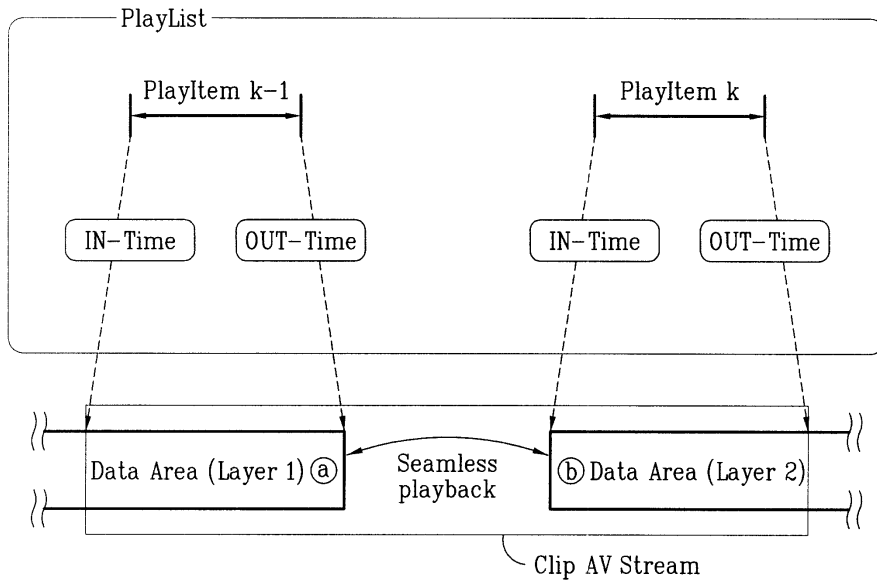 PlayList
PlayItem k-1
PlayItem k
IN-Time
OUT-Time
IN-Time
OUT-Time
Data Area (Layer 1) ⓐ
Seamless
playback
ⓑ Data Area (Layer 2)
Clip AV Stream